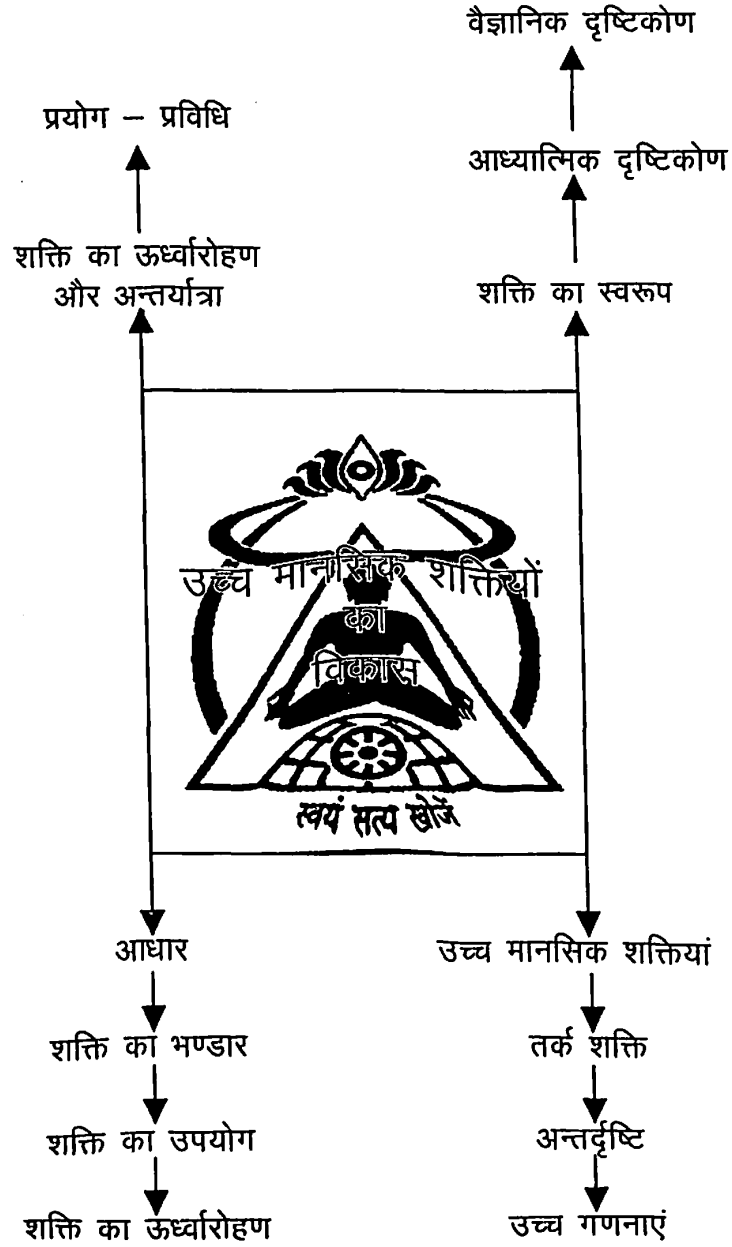 वैज्ञानिक दृष्टिकोण
प्रयोग – प्रविधि
आध्यात्मिक दृष्टिकोण
शक्ति का ऊर्ध्वारोहण
और अन्तर्यात्रा
शक्ति का स्वरूप
उच्च मानसिक शक्तियों
का
विकास
स्वयं सत्य खोजें
आधार
उच्च मानसिक शक्तियां
शक्ति का भण्डार
तर्क शक्ति
शक्ति का उपयोग
अन्तर्दृष्टि
शक्ति का ऊर्ध्वारोहण
उच्च गणनाएं